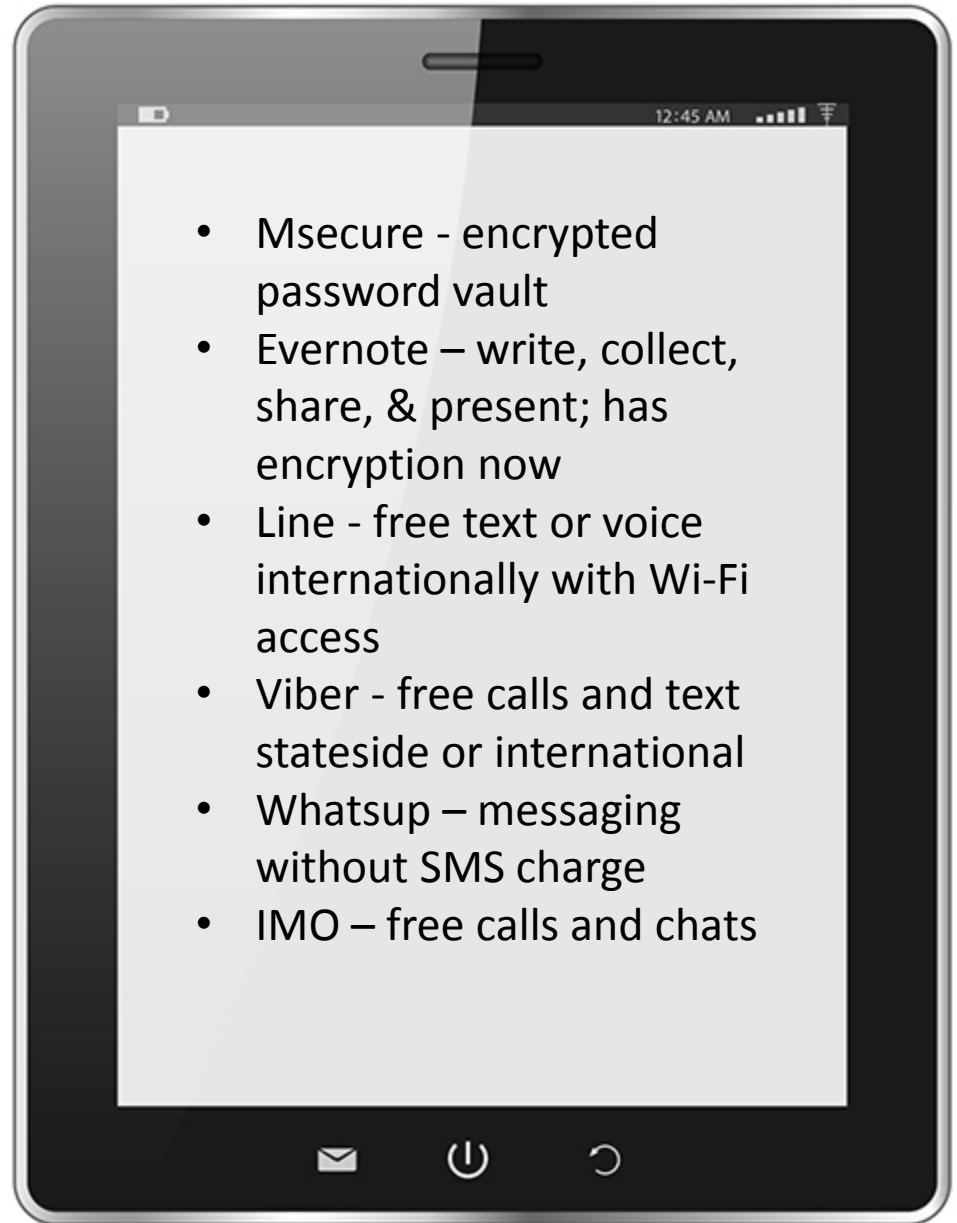 12:45 AM
• Msecure - encrypted
password vault
• Evernote – write, collect,
share, & present; has
encryption now
• Line - free text or voice
internationally with Wi-Fi
access
• Viber - free calls and text
stateside or international
• Whatsup – messaging
without SMS charge
• IMO – free calls and chats